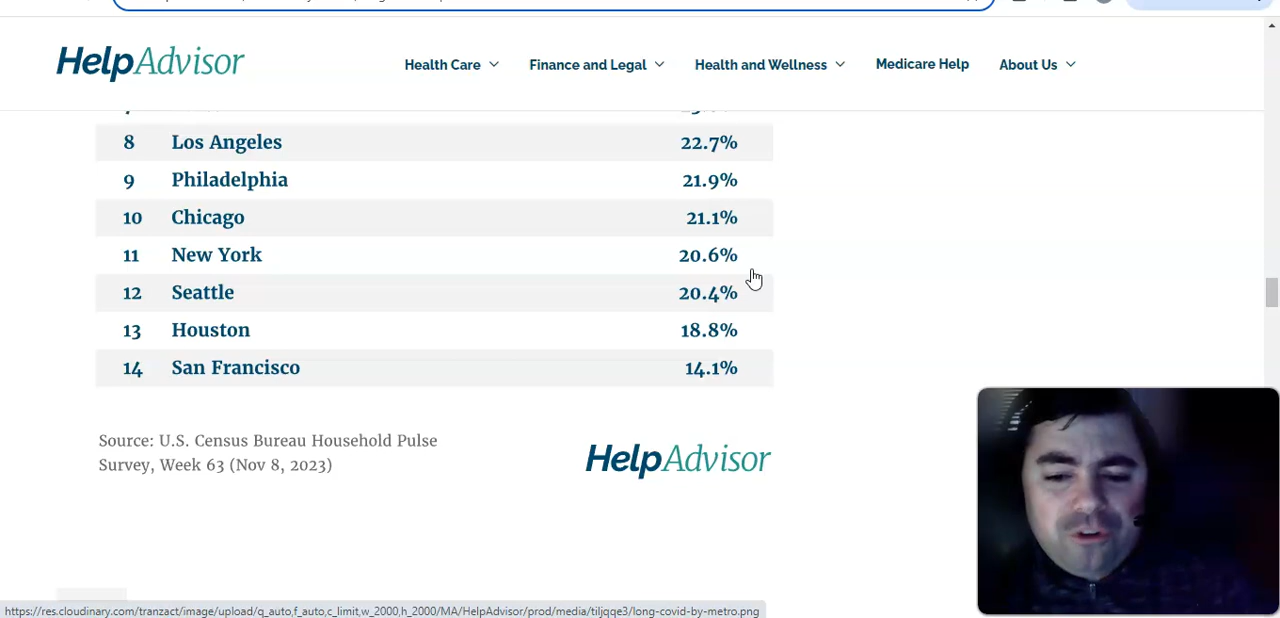 HelpAdvisor
Health Care Finance and Legal Health and Wellness Medicare Help About Us
8 Los Angeles 22.7%
9 Philadelphia 21.9%
10 Chicago 21.1%
11 New York 20.6%
12 Seattle 20.4%
13 Houston 18.8%
14 San Francisco 14.1%
Source: U.S. Census Bureau Household Pulse
Survey, Week 63 (Nov 8, 2023)
HelpAdvisor
https://res.cloudinary.com/tranzact/image/upload/q_auto,f_auto,c_limit,w_2000,h_2000/MA/HelpAdvisor/prod/media/tiljqqe3/long-covid-by-metro.png